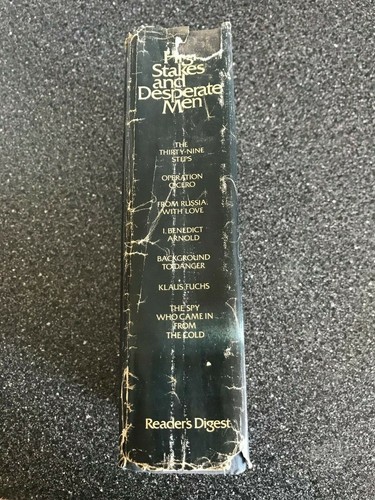 High
Stakes
and
Desperate
Men
THE
THIRTY-NINE
STEPS
OPERATION
CICERO
FROM RUSSIA,
WITH LOVE
I, BENEDICT
ARNOLD
BACKGROUND
TO DANGER
KLAUS FUCHS
THE SPY
WHO CAME IN
FROM
THE COLD
Reader's Digest